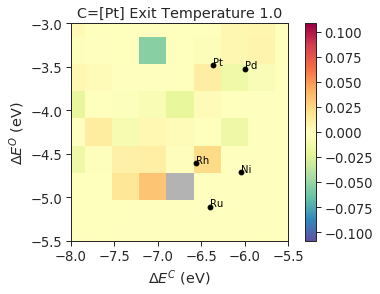 C=[Pt] Exit Temperature 1.0
−3.0
−3.5
−4.0
−4.5
−5.0
−5.5
ΔE^O (eV)
Pt
Pd
Rh
Ni
Ru
−8.0 −7.5 −7.0 −6.5 −6.0 −5.5
ΔE^C (eV)
0.100
0.075
0.050
0.025
0.000
−0.025
−0.050
−0.075
−0.100